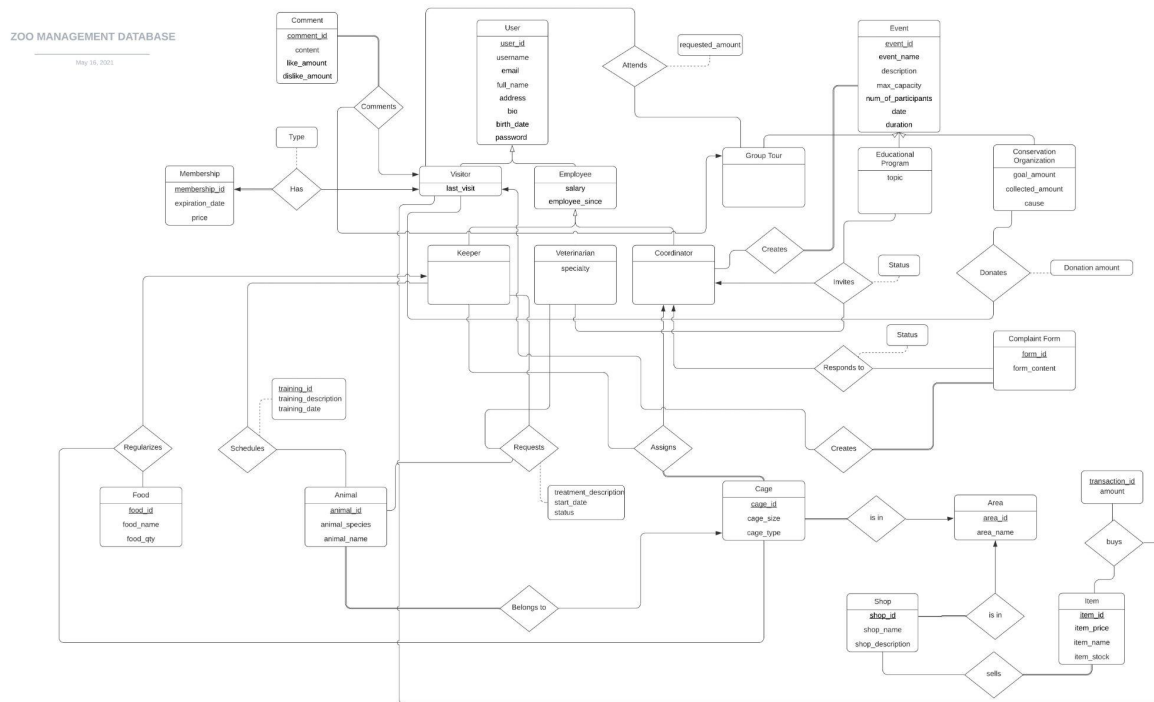 ZOO MANAGEMENT DATABASE
May 16, 2021
Comment
comment_id
content
like_amount
dislike_amount
User
user_id
username
email
full_name
address
bio
birth_date
password
Attends
requested_amount
Event
event_id
event_name
description
max_capacity
num_of_participants
date
duration
Comments
Type
Membership
membership_id
expiration_date
price
Has
Visitor
last_visit
Employee
salary
employee_since
Group Tour
Educational
Program
topic
Conservation
Organization
goal_amount
collected_amount
cause
Keeper
Veterinarian
specialty
Coordinator
Creates
Invites
Status
Donates
Donation amount
Status
Responds to
Complaint Form
form_id
form_content
training_id
training_description
training_date
Regularizes
Schedules
Requests
Assigns
Creates
treatment_description
start_date
status
Food
food_id
food_name
food_qty
Animal
animal_id
animal_species
animal_name
Cage
cage_id
cage_size
cage_type
is in
Area
area_id
area_name
transaction_id
amount
buys
Belongs to
Shop
shop_id
shop_name
shop_description
is in
Item
item_id
item_price
item_name
item_stock
sells